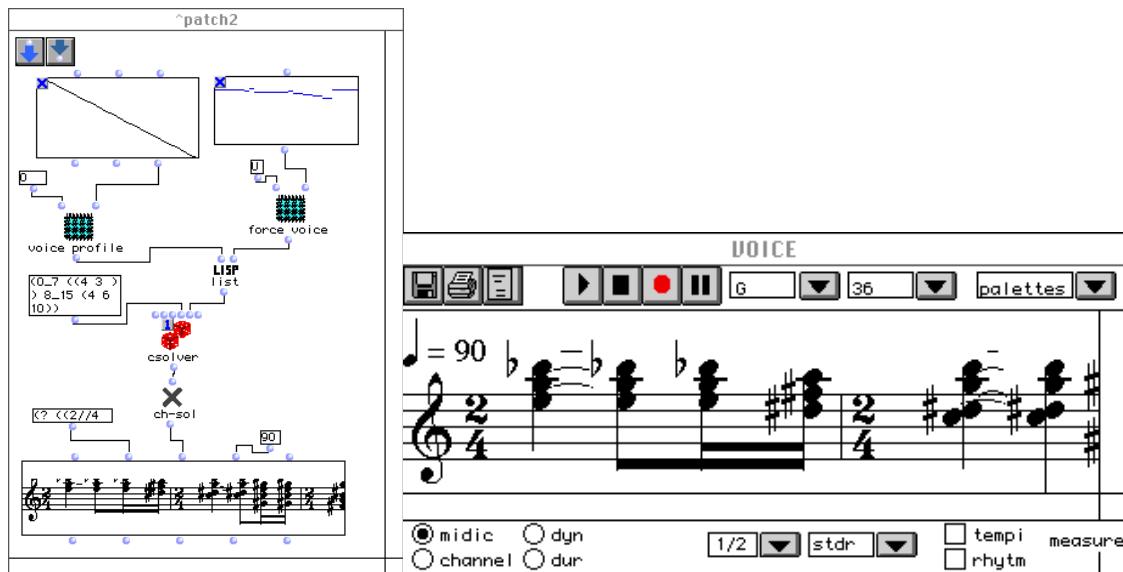 ^patch2
0
U
voice profile
force voice
(0_7 ((4 3 )
) 8_15 (4 6
10))
LISP
list
1
csolver
ch-sol
(? ((2//4
90
2
4
VOICE
G
36
palettes
= 90
2
4
2
4
midic
dyn
channel
dur
1/2
stdr
tempi
rhytm
measure